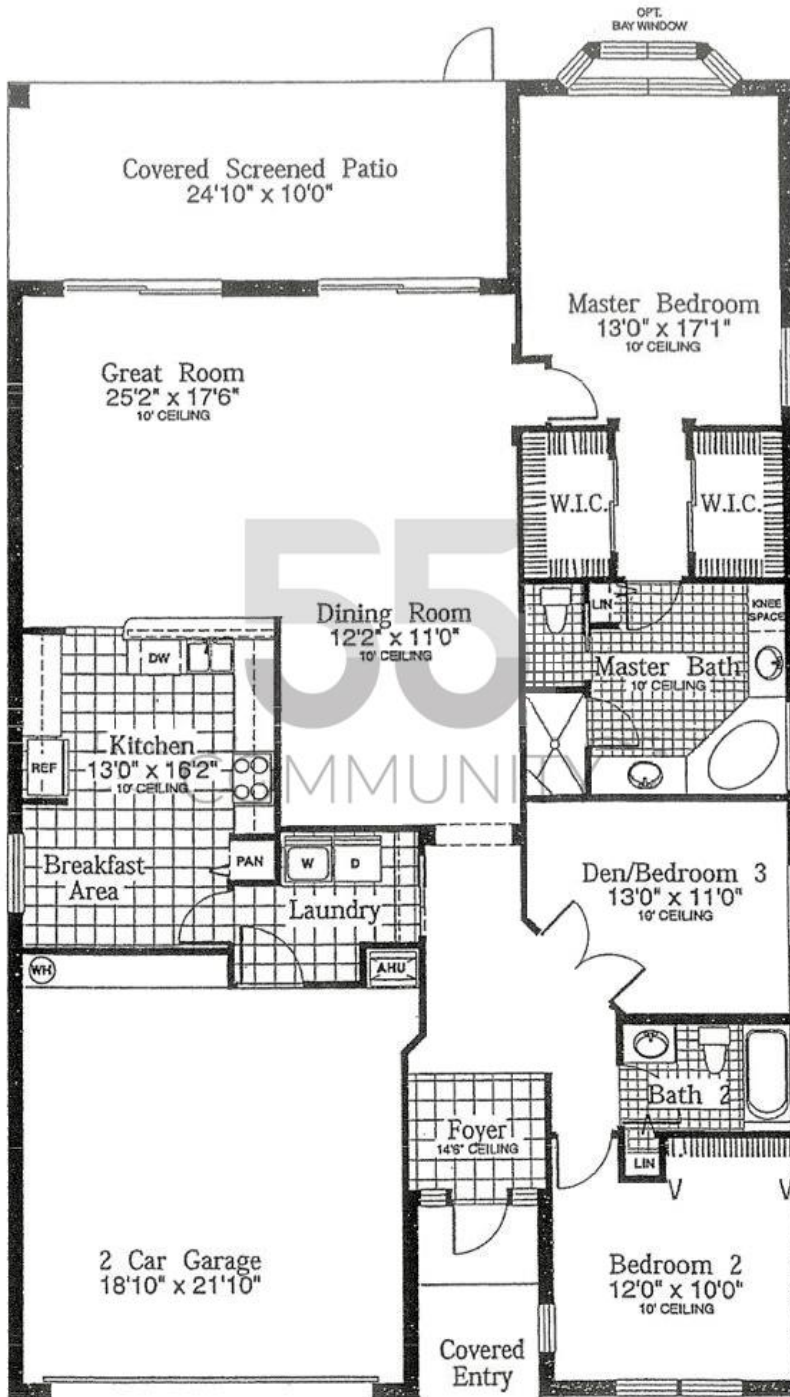 OPT.
BAY WINDOW
Covered Screened Patio
24'10" x 10'0"
Master Bedroom
13'0" x 17'1"
10' CEILING
Great Room
25'2" x 17'6"
10' CEILING
W.I.C.
W.I.C.
55
COMMUNITY
Dining Room
12'2" x 11'0"
10' CEILING
LIN
KNEE
SPACE
Master Bath
10' CEILING
DW
REF
Kitchen
13'0" x 16'2"
10' CEILING
Breakfast
Area
PAN
W
D
Laundry
Den/Bedroom 3
13'0" x 11'0"
10' CEILING
WH
AHU
Bath 2
Foyer
14'6" CEILING
LIN
2 Car Garage
18'10" x 21'10"
Bedroom 2
12'0" x 10'0"
10' CEILING
Covered
Entry